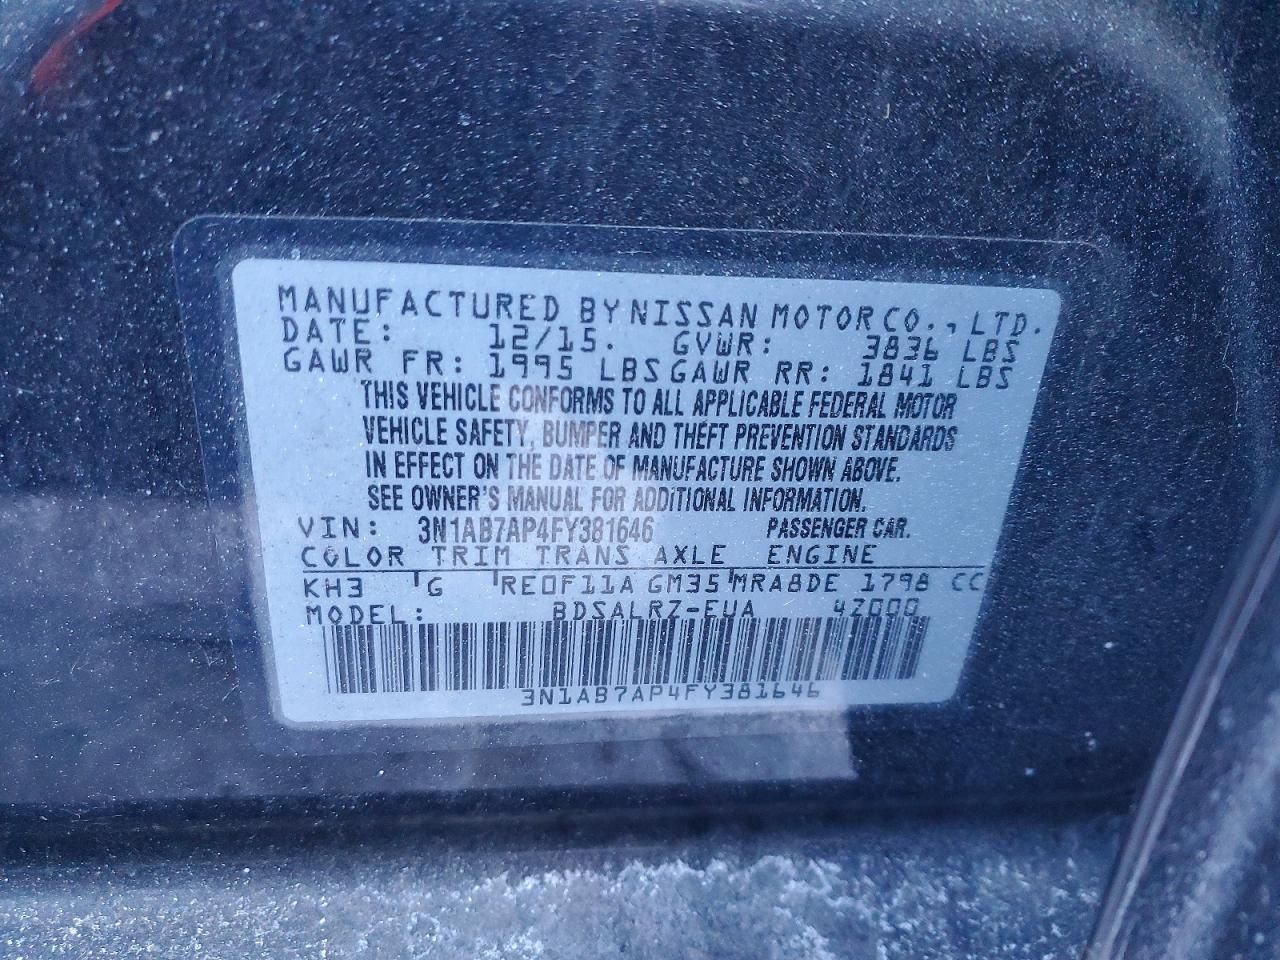 MANUFACTURED BY NISSAN MOTOR CO., LTD.
DATE: 12/15. GVWR: 3836 LBS
GAWR FR: 1995 LBS GAWR RR: 1841 LBS
THIS VEHICLE CONFORMS TO ALL APPLICABLE FEDERAL MOTOR
VEHICLE SAFETY, BUMPER AND THEFT PREVENTION STANDARDS
IN EFFECT ON THE DATE OF MANUFACTURE SHOWN ABOVE.
SEE OWNER'S MANUAL FOR ADDITIONAL INFORMATION.
VIN: 3N1AB7AP4FY381646 PASSENGER CAR.
COLOR TRIM TRANS AXLE ENGINE
KH3 G RE0F11A GM35 MRA8DE 1798 CC
MODEL: BDSALRZ-EUA 4Z000
3N1AB7AP4FY381646